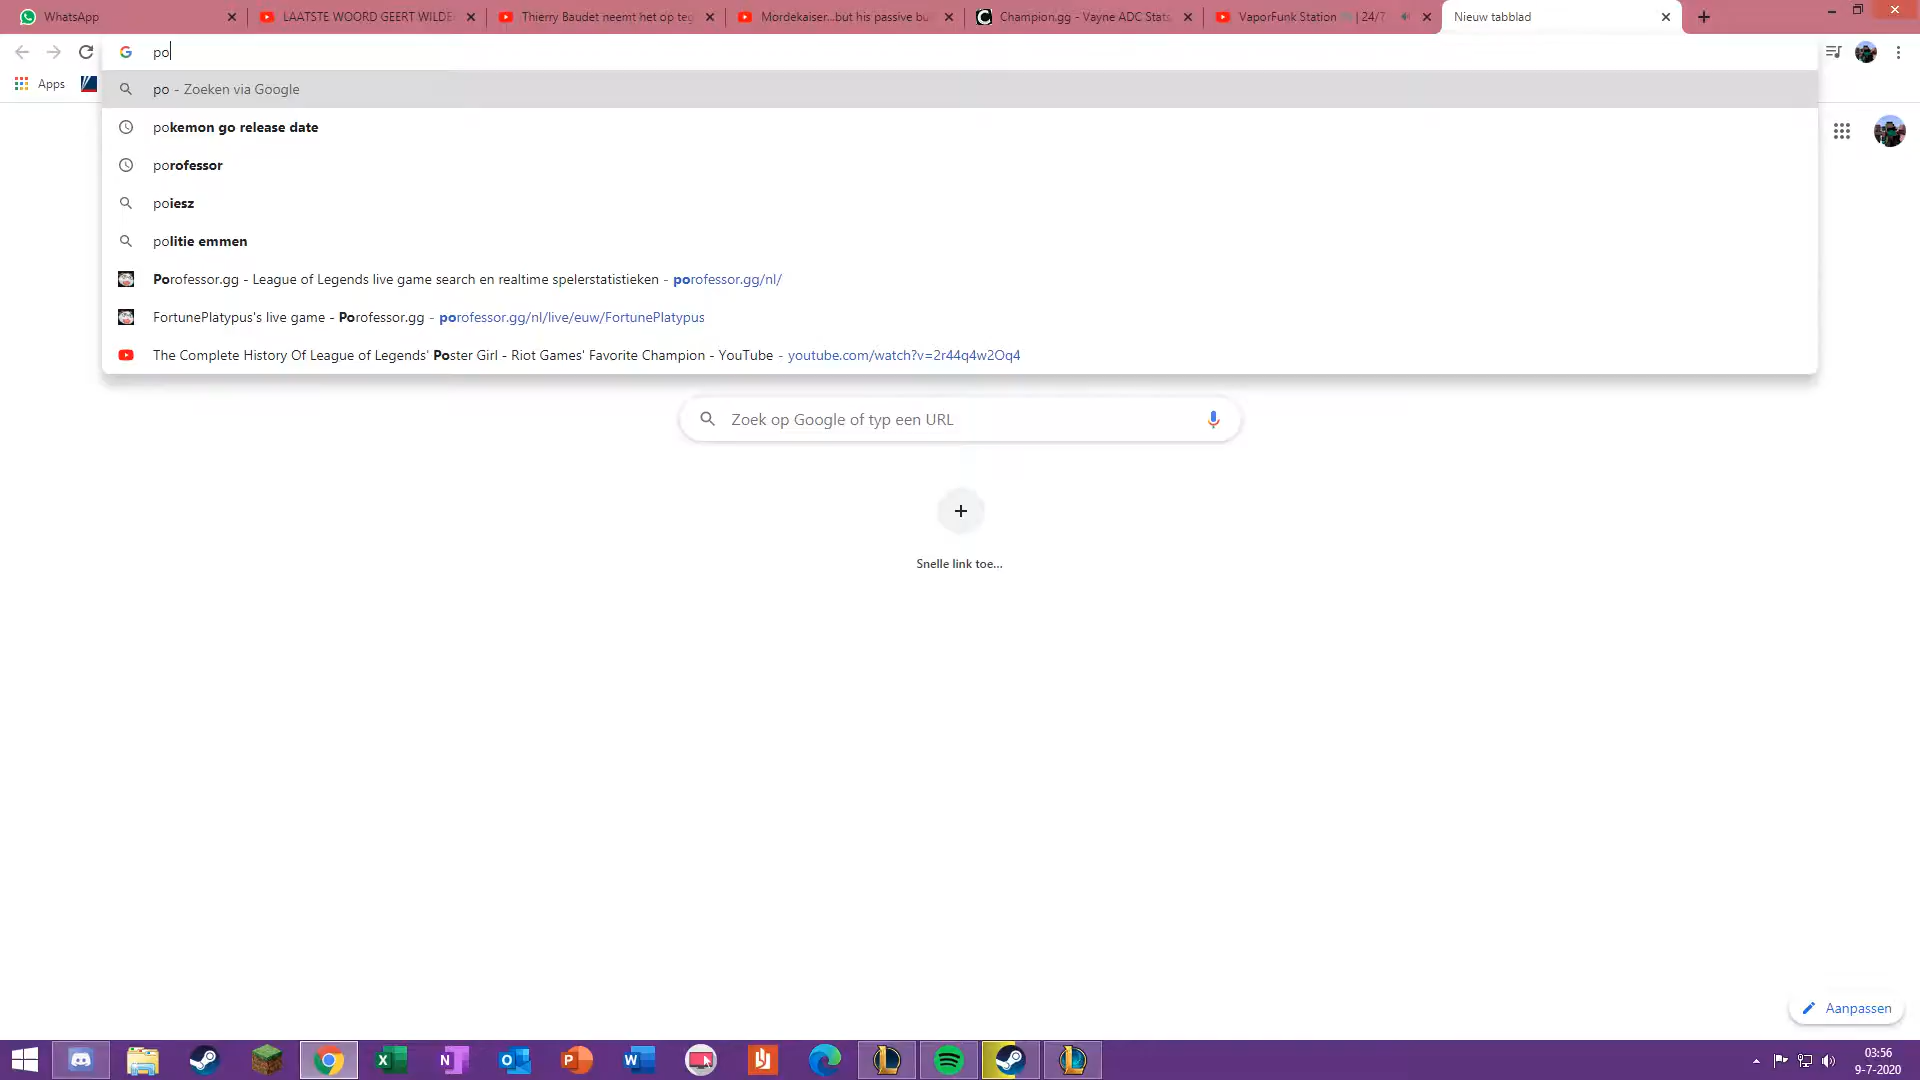 WhatsApp
LAATSTE WOORD GEERT WILDE
Thierry Baudet neemt het op teg
Mordekaiser...but his passive bu
Champion.gg - Vayne ADC Stats
VaporFunk Station | 24/7
Nieuw tabblad
po
Apps
po - Zoeken via Google
pokemon go release date
porofessor
poiesz
politie emmen
Porofessor.gg - League of Legends live game search en realtime spelerstatistieken - porofessor.gg/nl/
FortunePlatypus's live game - Porofessor.gg - porofessor.gg/nl/live/euw/FortunePlatypus
The Complete History Of League of Legends' Poster Girl - Riot Games' Favorite Champion - YouTube - youtube.com/watch?v=2r44q4w2Oq4
Zoek op Google of typ een URL
Snelle link toe...
Aanpassen
03:56
9-7-2020